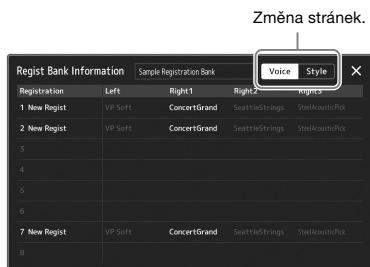 Změna stránek.
Regist Bank Information Sample Registration Bank Voice Style ×
Registration Left Right1 Right2 Right3
1 New Regist VP Soft ConcertGrand SeattleStrings SteelAcousticPick
2 New Regist VP Soft ConcertGrand SeattleStrings SteelAcousticPick
3
4
5
6
7 New Regist VP Soft ConcertGrand SeattleStrings SteelAcousticPick
8